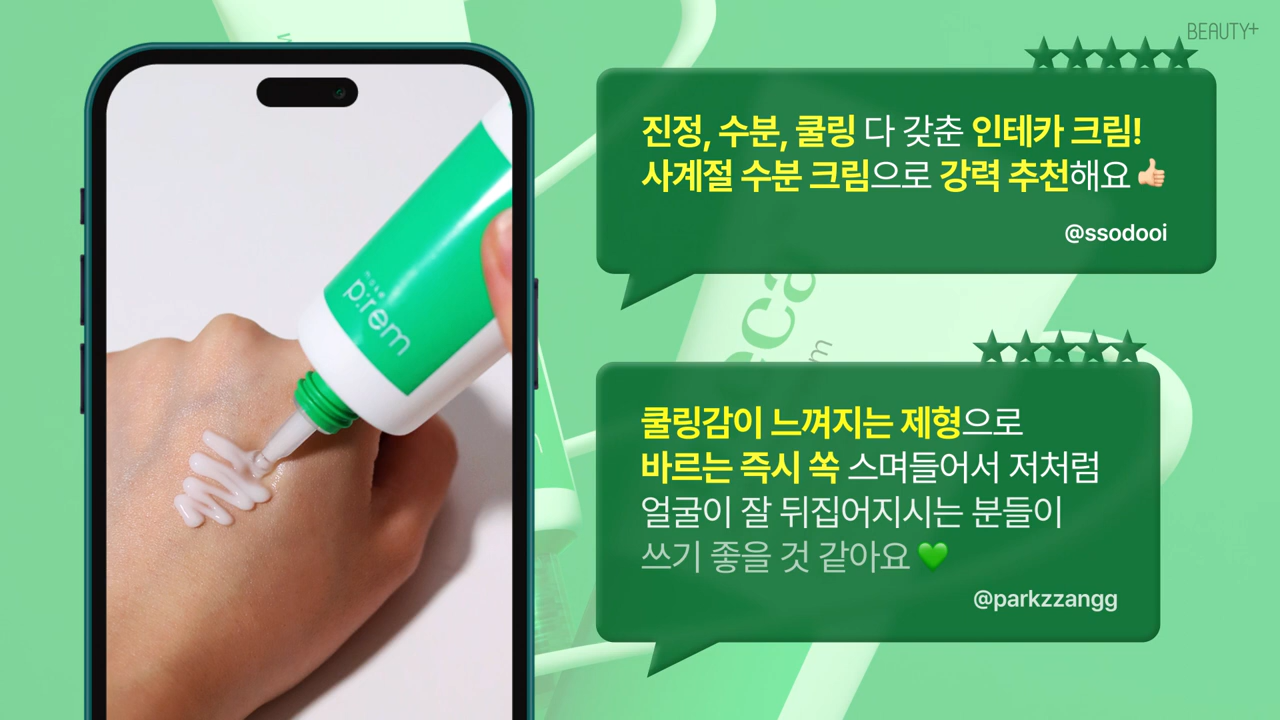 BEAUTY+
make
p:rem
진정, 수분, 쿨링 다 갖춘 인테카 크림!
사계절 수분 크림으로 강력 추천해요 👍🏻
@ssodooi
eca
m
쿨링감이 느껴지는 제형으로
바르는 즉시 쏙 스며들어서 저처럼
얼굴이 잘 뒤집어지시는 분들이
쓰기 좋을 것 같아요 💚
@parkzzangg